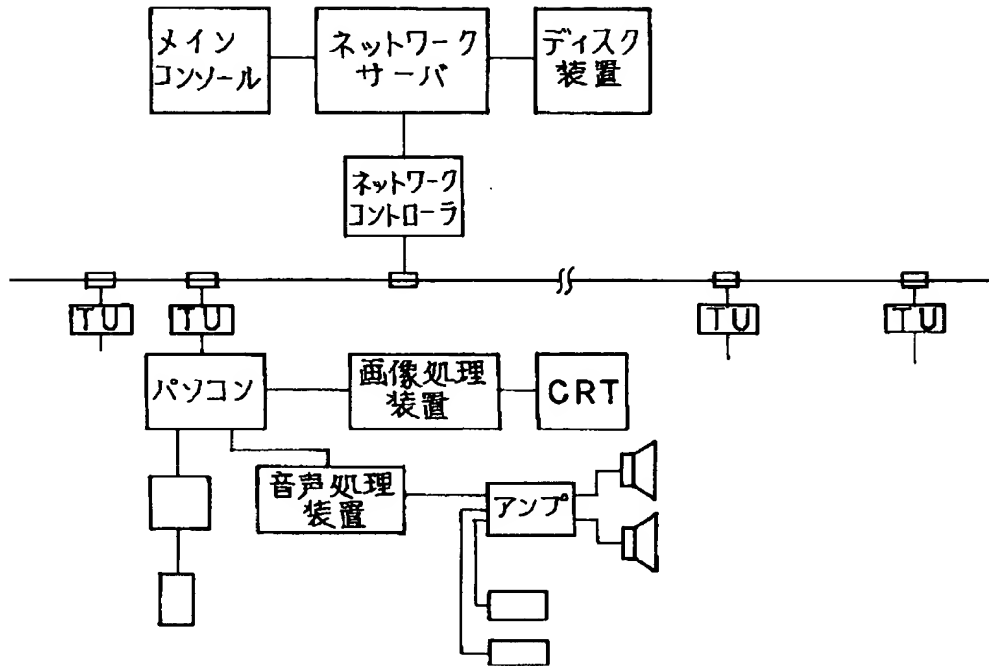 メイン
コンソール
ネットワーク
サーバ
ディスク
装置
ネットワーク
コントローラ
TU
TU
TU
TU
パソコン
画像処理
装置
CRT
音声処理
装置
アンプ